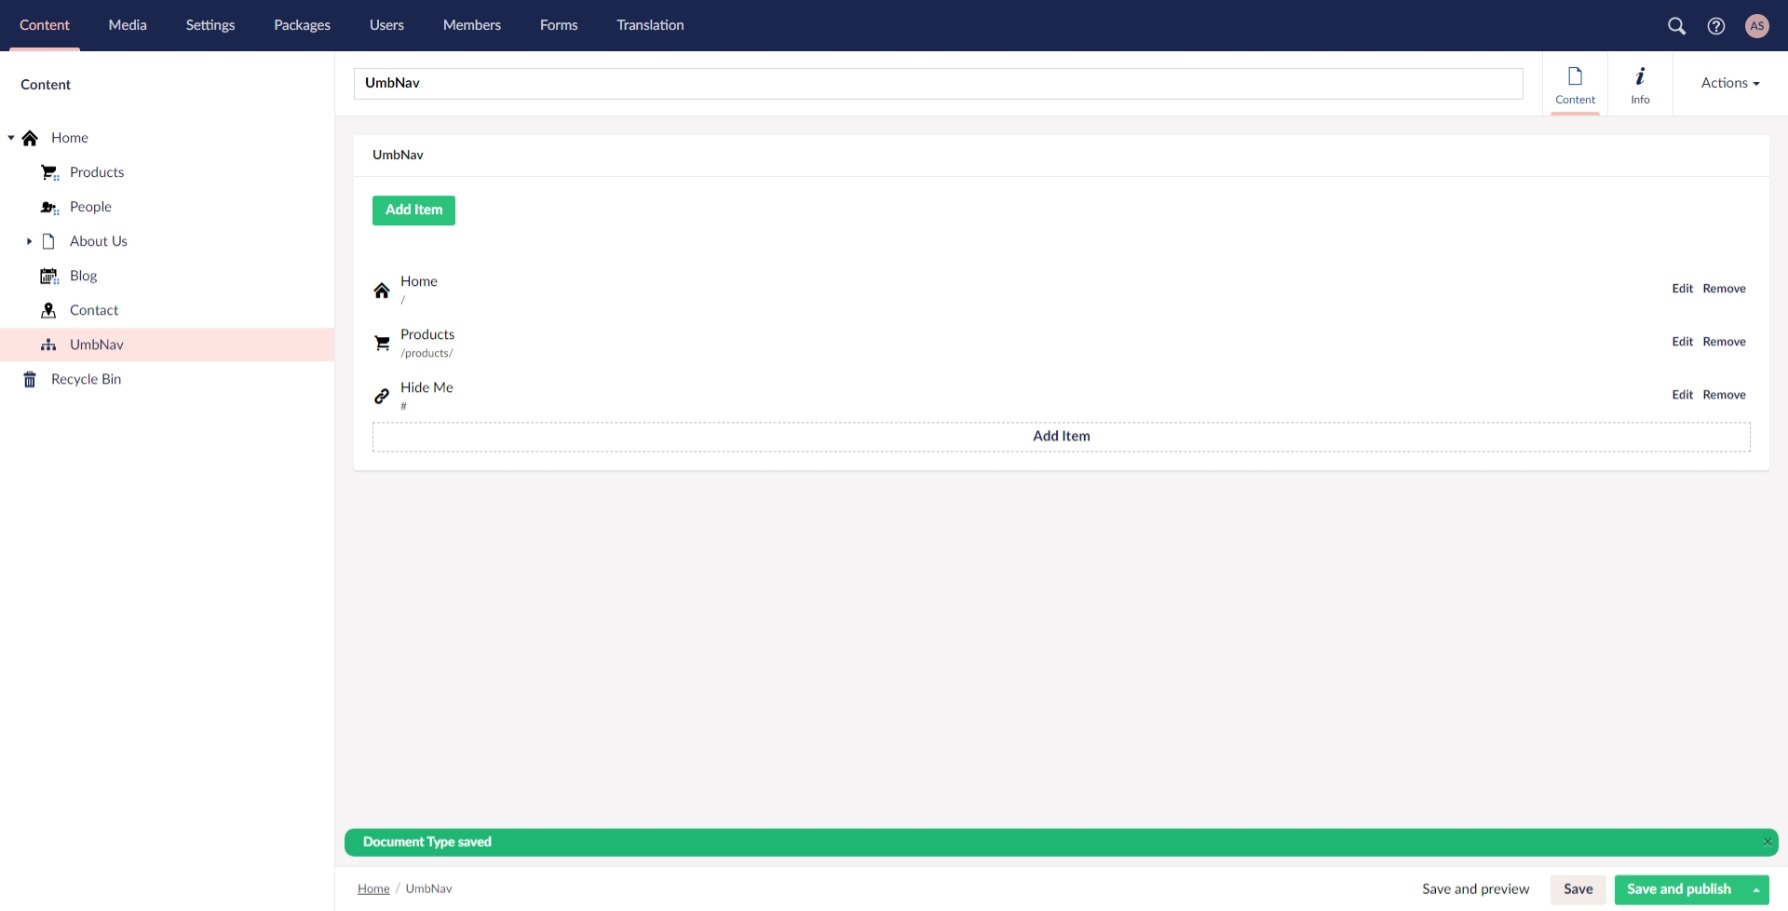 Content Media Settings Packages Users Members Forms Translation AS
Content
Home
Products
People
About Us
Blog
Contact
UmbNav
Recycle Bin
UmbNav
Content
Info
Actions
UmbNav
Add Item
Home
/
Edit Remove
Products
/products/
Edit Remove
Hide Me
#
Edit Remove
Add Item
Document Type saved
Home / UmbNav
Save and preview
Save
Save and publish